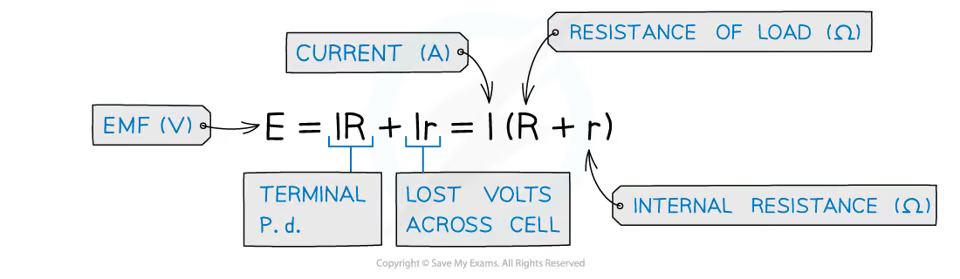 RESISTANCE OF LOAD (Ω)
CURRENT (A)
EMF (V)
E = IR + Ir = I (R + r)
TERMINAL
P.d.
LOST VOLTS
ACROSS CELL
INTERNAL RESISTANCE (Ω)
Copyright © Save My Exams. All Rights Reserved